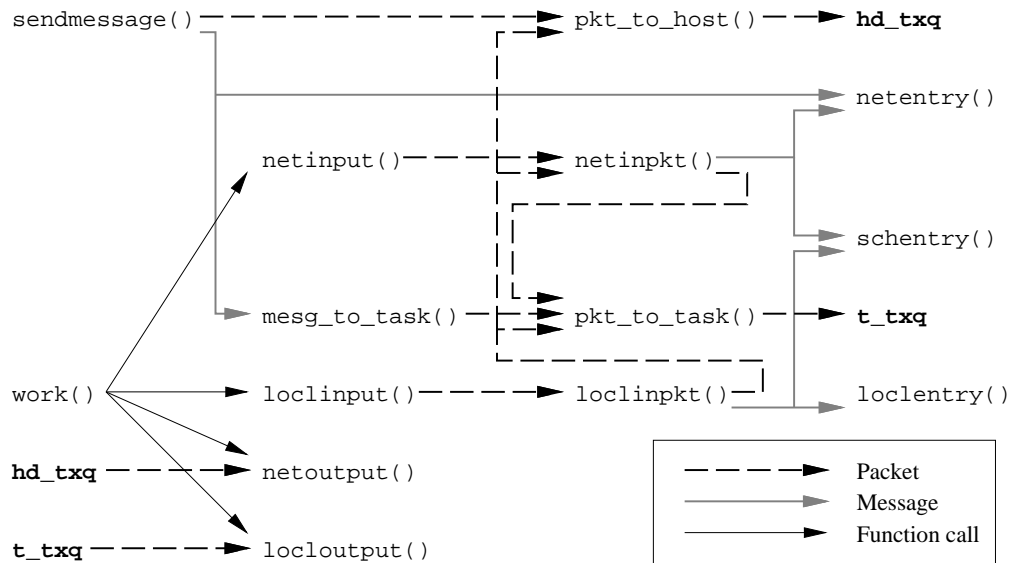 sendmessage() pkt_to_host() hd_txq
netentry()
netinput() netinpkt()
schentry()
mesg_to_task() pkt_to_task() t_txq
work() loclinput() loclinpkt() loclentry()
hd_txq netoutput()
t_txq locloutput()
Packet
Message
Function call